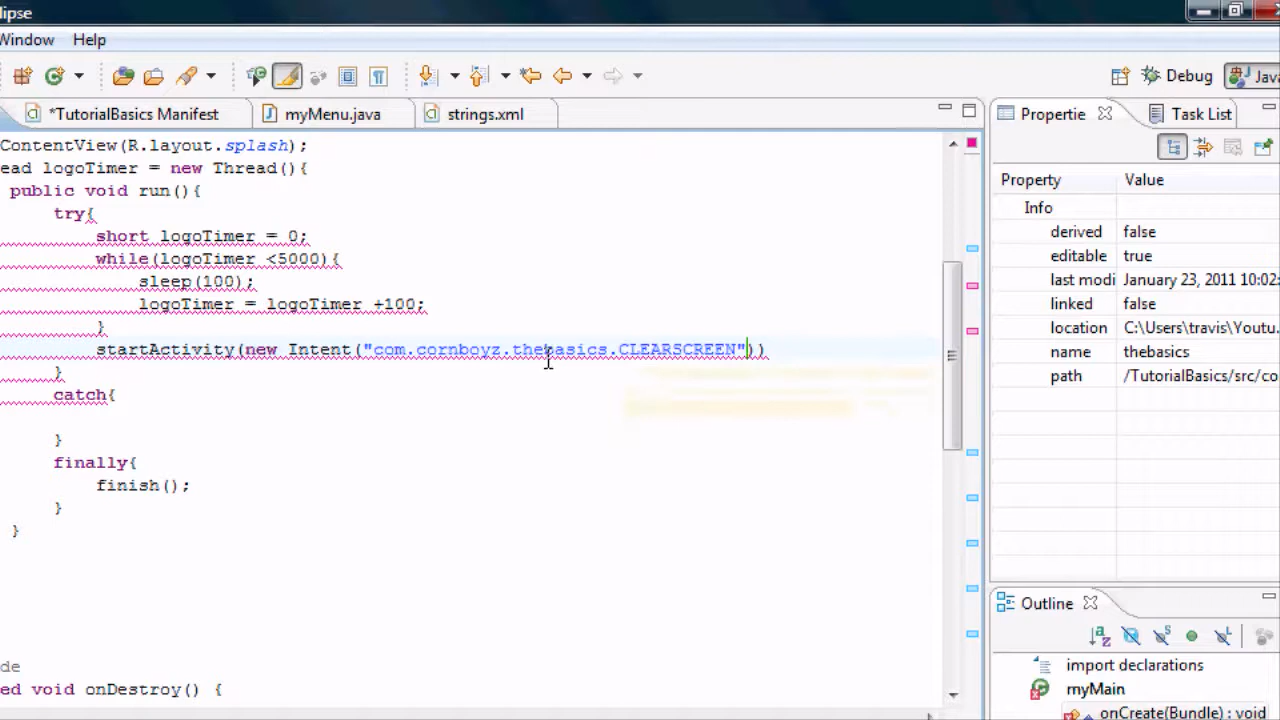 lipse
Window Help
Debug Java
*TutorialBasics Manifest myMenu.java strings.xml
Propertie Task List
ContentView(R.layout.splash);
ead logoTimer = new Thread(){
public void run(){
try{
short logoTimer = 0;
while(logoTimer <5000){
sleep(100);
logoTimer = logoTimer +100;
}
startActivity(new Intent("com.cornboyz.thebasics.CLEARSCREEN"))
}
catch{
}
finally{
finish();
}
}
de
ed void onDestroy() {
Property Value
Info
derived false
editable true
last modi January 23, 2011 10:02:
linked false
location C:\Users\travis\Youtu.
name thebasics
path /TutorialBasics/src/co
Outline
import declarations
myMain
onCreate(Bundle) : void